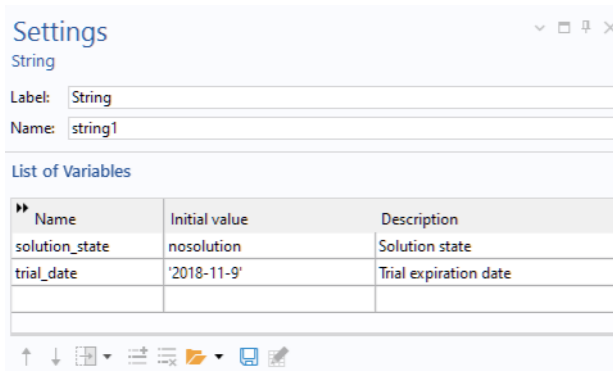 Settings
String
Label: String
Name: string1
List of Variables
Name Initial value Description
solution_state nosolution Solution state
trial_date '2018-11-9' Trial expiration date